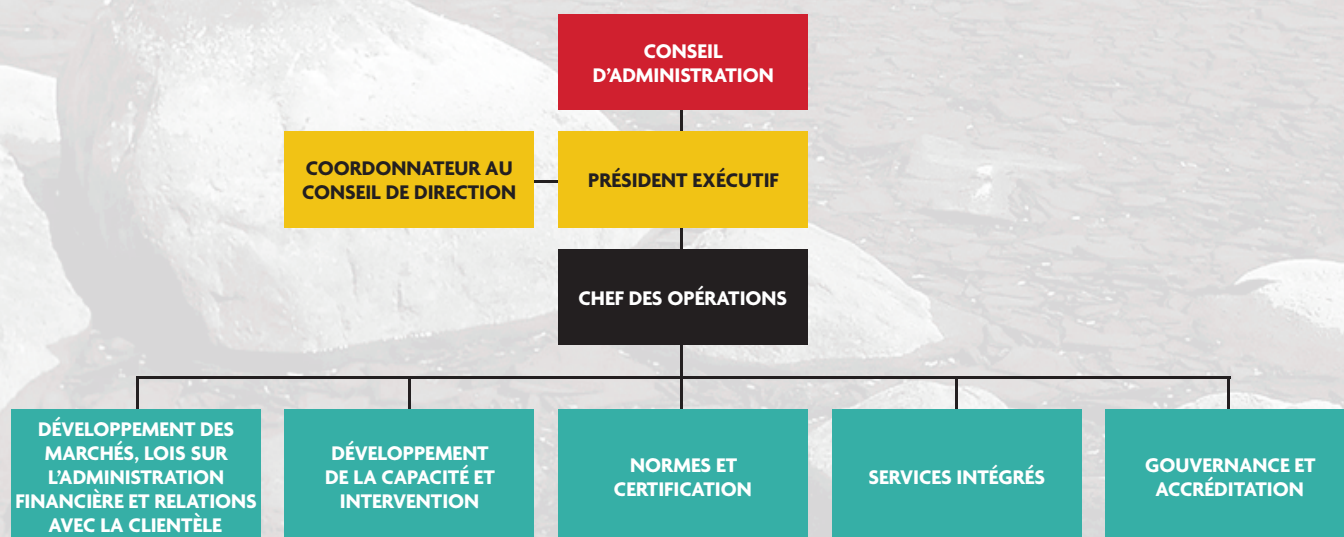 CONSEIL
D'ADMINISTRATION
COORDONNATEUR AU
CONSEIL DE DIRECTION
PRÉSIDENT EXÉCUTIF
CHEF DES OPÉRATIONS
DÉVELOPPEMENT DES
MARCHÉS, LOIS SUR
L'ADMINISTRATION
FINANCIÈRE ET RELATIONS
AVEC LA CLIENTÈLE
DÉVELOPPEMENT
DE LA CAPACITÉ ET
INTERVENTION
NORMES ET
CERTIFICATION
SERVICES INTÉGRÉS
GOUVERNANCE ET
ACCRÉDITATION